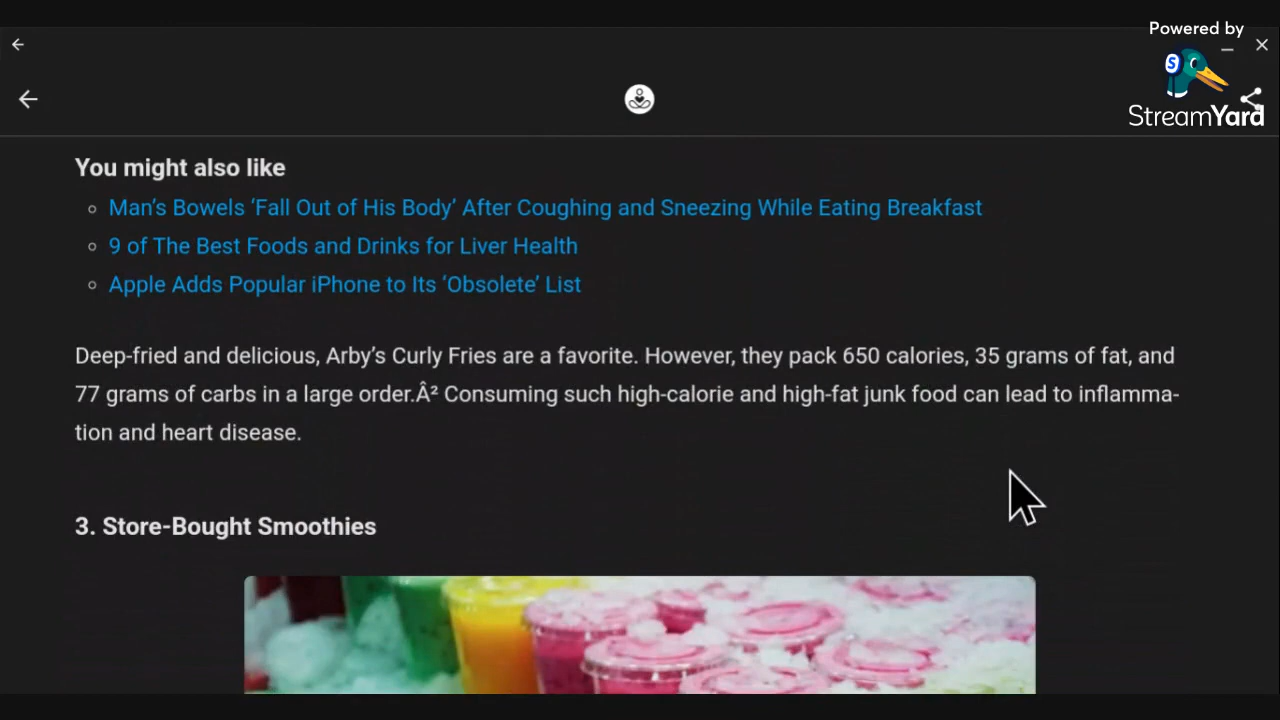 Powered by
StreamYard
You might also like
Man's Bowels ‘Fall Out of His Body’ After Coughing and Sneezing While Eating Breakfast
9 of The Best Foods and Drinks for Liver Health
Apple Adds Popular iPhone to Its ‘Obsolete’ List
Deep-fried and delicious, Arby's Curly Fries are a favorite. However, they pack 650 calories, 35 grams of fat, and
77 grams of carbs in a large order.Â² Consuming such high-calorie and high-fat junk food can lead to inflamma-
tion and heart disease.
3. Store-Bought Smoothies